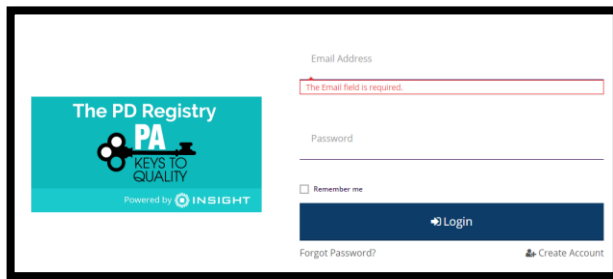 Email Address
The Email field is required.
The PD Registry
PA
KEYS TO
QUALITY
Powered by INSIGHT
Password
Remember me
Login
Forgot Password?
Create Account